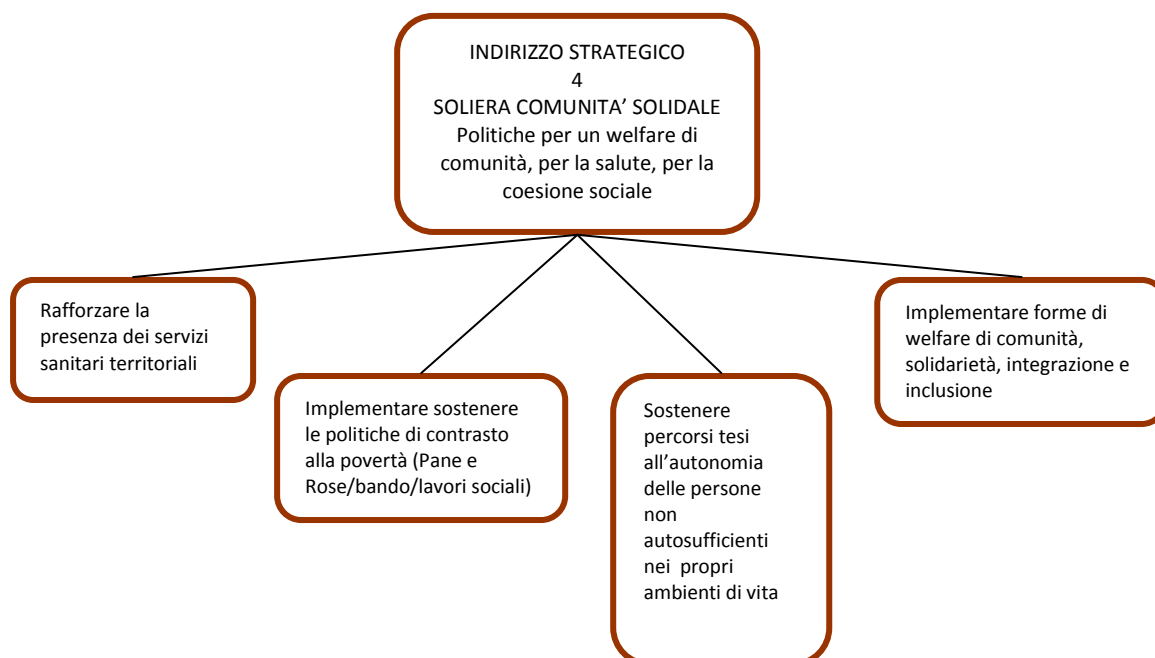 INDIRIZZO STRATEGICO
4
SOLIERA COMUNITA’ SOLIDALE
Politiche per un welfare di
comunità, per la salute, per la
coesione sociale
Rafforzare la
presenza dei servizi
sanitari territoriali
Implementare sostenere
le politiche di contrasto
alla povertà (Pane e
Rose/bando/lavori sociali)
Sostenere
percorsi tesi
all’autonomia
delle persone
non
autosufficienti
nei propri
ambienti di vita
Implementare forme di
welfare di comunità,
solidarietà, integrazione e
inclusione